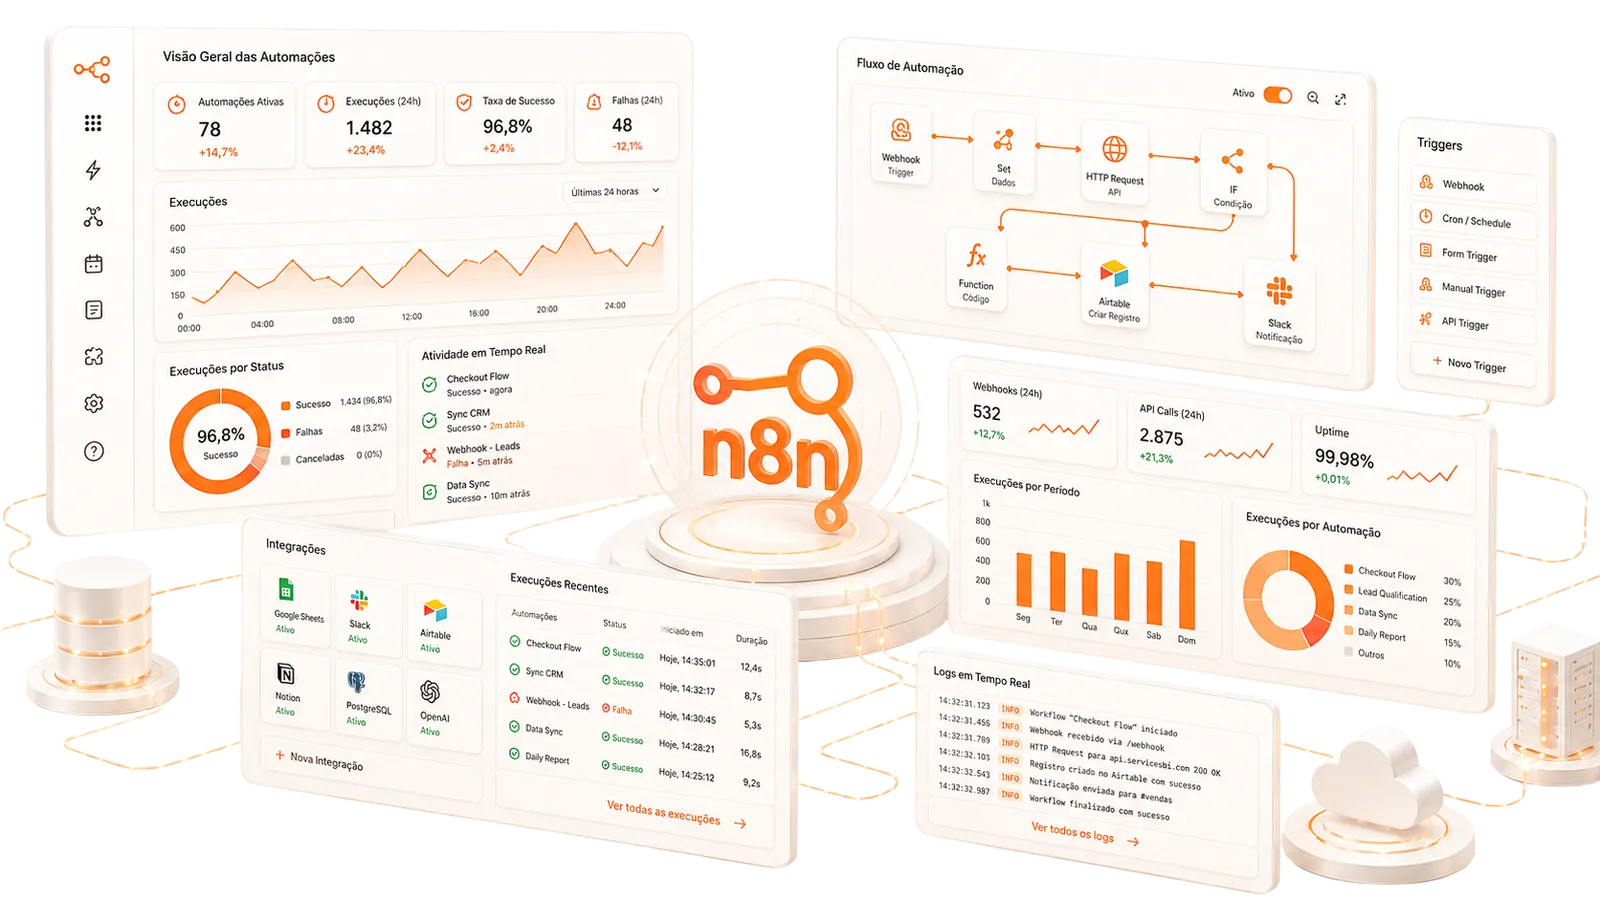 Visão Geral das Automações
Automações Ativas
78
+14,7%
Execuções (24h)
1.482
+23,4%
Taxa de Sucesso
96,8%
+2,4%
Falhas (24h)
48
-12,1%
Execuções
Últimas 24 horas
600
450
300
150
0
00:00
04:00
08:00
12:00
16:00
20:00
24:00
Execuções por Status
96,8%
Sucesso
Sucesso 1.434 (96,8%)
Falhas 48 (3,2%)
Canceladas 0 (0%)
Atividade em Tempo Real
Checkout Flow
Sucesso • agora
Sync CRM
Sucesso • 2m atrás
Webhook - Leads
Falha • 5m atrás
Data Sync
Sucesso • 10m atrás
Fluxo de Automação
Ativo
Webhook
Trigger
Set
Dados
HTTP Request
API
IF
Condição
fx
Function
Código
Airtable
Criar Registro
Slack
Notificação
Triggers
Webhook
Cron / Schedule
Form Trigger
Manual Trigger
API Trigger
+ Novo Trigger
n8n
Webhooks (24h)
532
+12,7%
API Calls (24h)
2.875
+21,3%
Uptime
99,98%
+0,01%
Execuções por Período
1k
800
600
400
200
0
Seg
Ter
Qua
Qux
Sab
Dom
Execuções por Automação
Checkout Flow 30%
Lead Qualification 25%
Data Sync 20%
Daily Report 15%
Outros 10%
Integrações
Google Sheets
Ativo
Slack
Ativo
Airtable
Ativo
Notion
Ativo
PostgreSQL
Ativo
OpenAI
Ativo
+ Nova Integração
Execuções Recentes
Automações Status Iniciado em Duração
Checkout Flow Sucesso Hoje, 14:35:01 12,4s
Sync CRM Sucesso Hoje, 14:32:17 8,7s
Webhook - Leads Falha Hoje, 14:30:45 5,3s
Data Sync Sucesso Hoje, 14:28:21 16,8s
Daily Report Sucesso Hoje, 14:25:12 9,2s
Ver todas as execuções →
Logs em Tempo Real
14:32:31.123 INFO Workflow "Checkout Flow" iniciado
14:32:31.455 INFO Webhook recebido via /webhook
14:32:31.789 INFO HTTP Request para api.servicesbi.com 200 OK
14:32:32.103 INFO Registro criado no Airtable com sucesso
14:32:32.543 INFO Notificação enviada para #vendas
14:32:32.987 INFO Workflow finalizado com sucesso
Ver todos os logs →